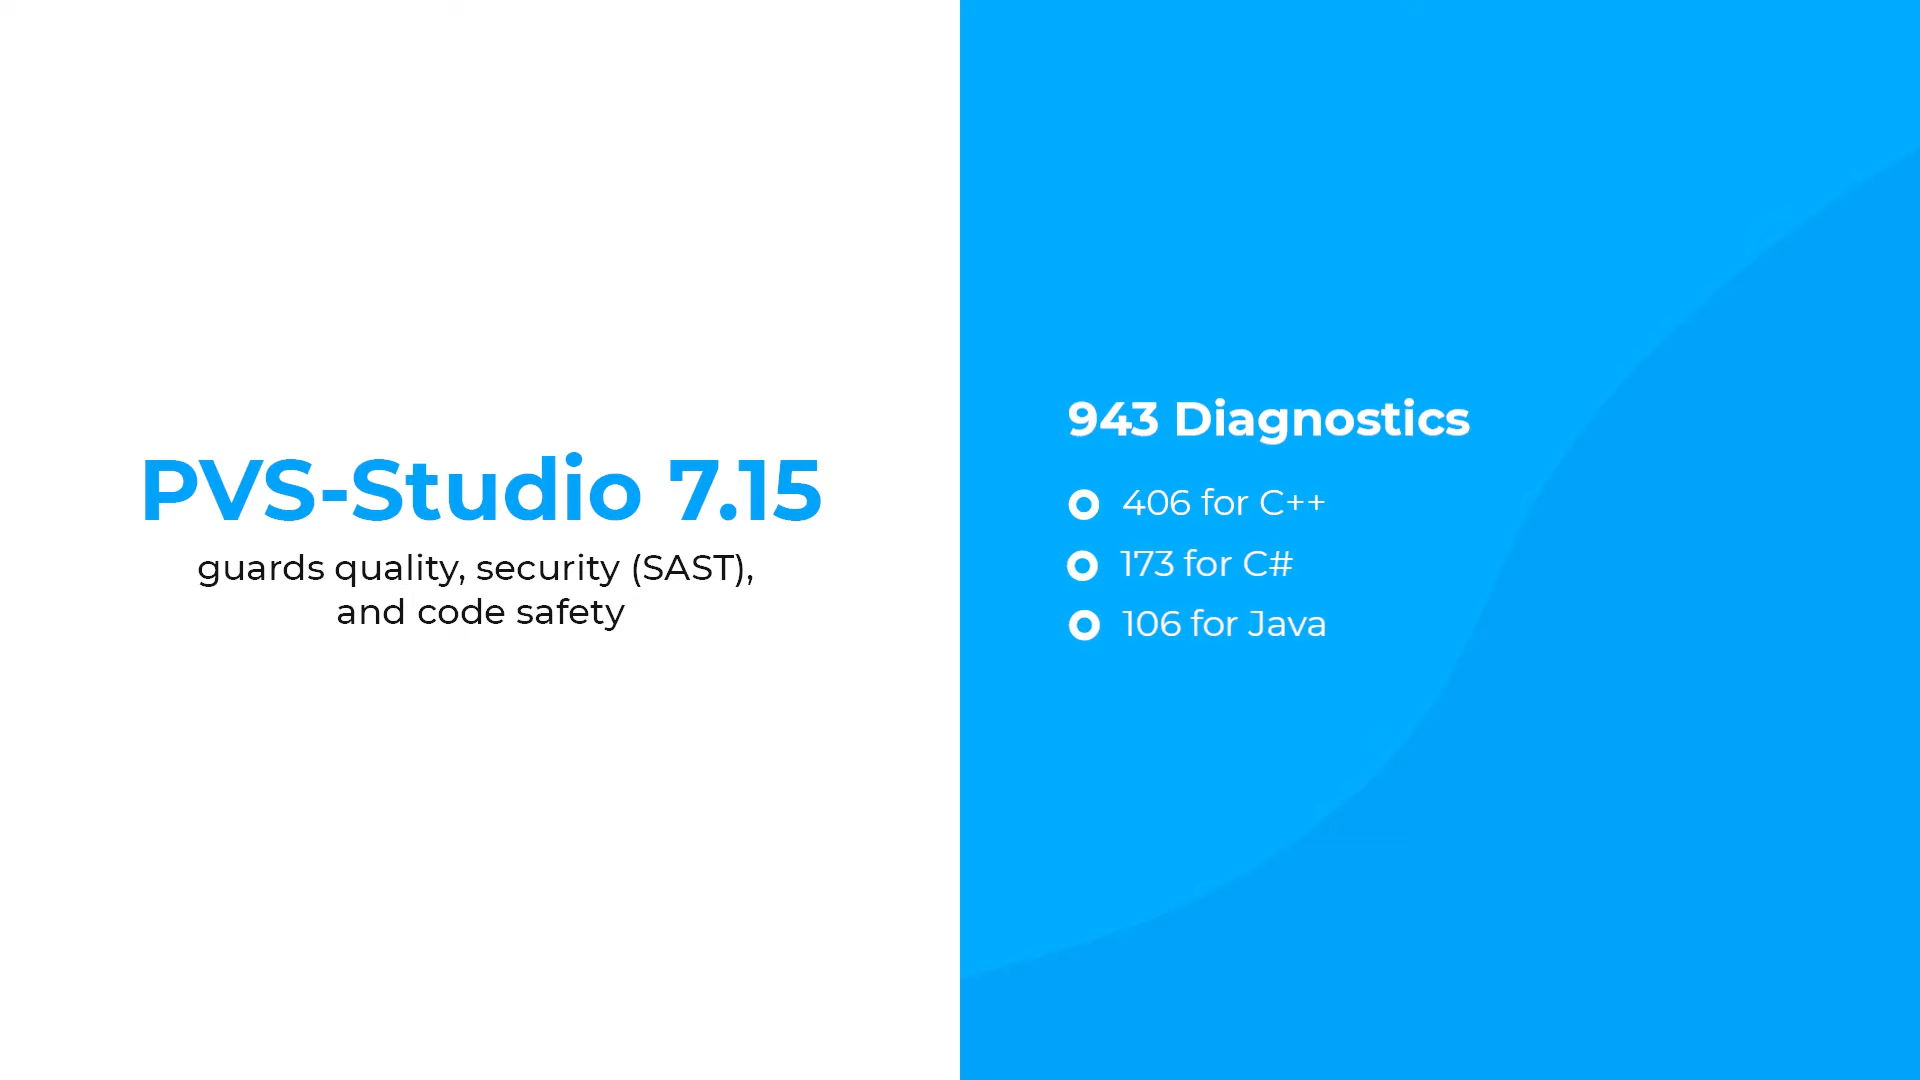 PVS-Studio 7.15
guards quality, security (SAST),
and code safety
943 Diagnostics
406 for C++
173 for C#
106 for Java